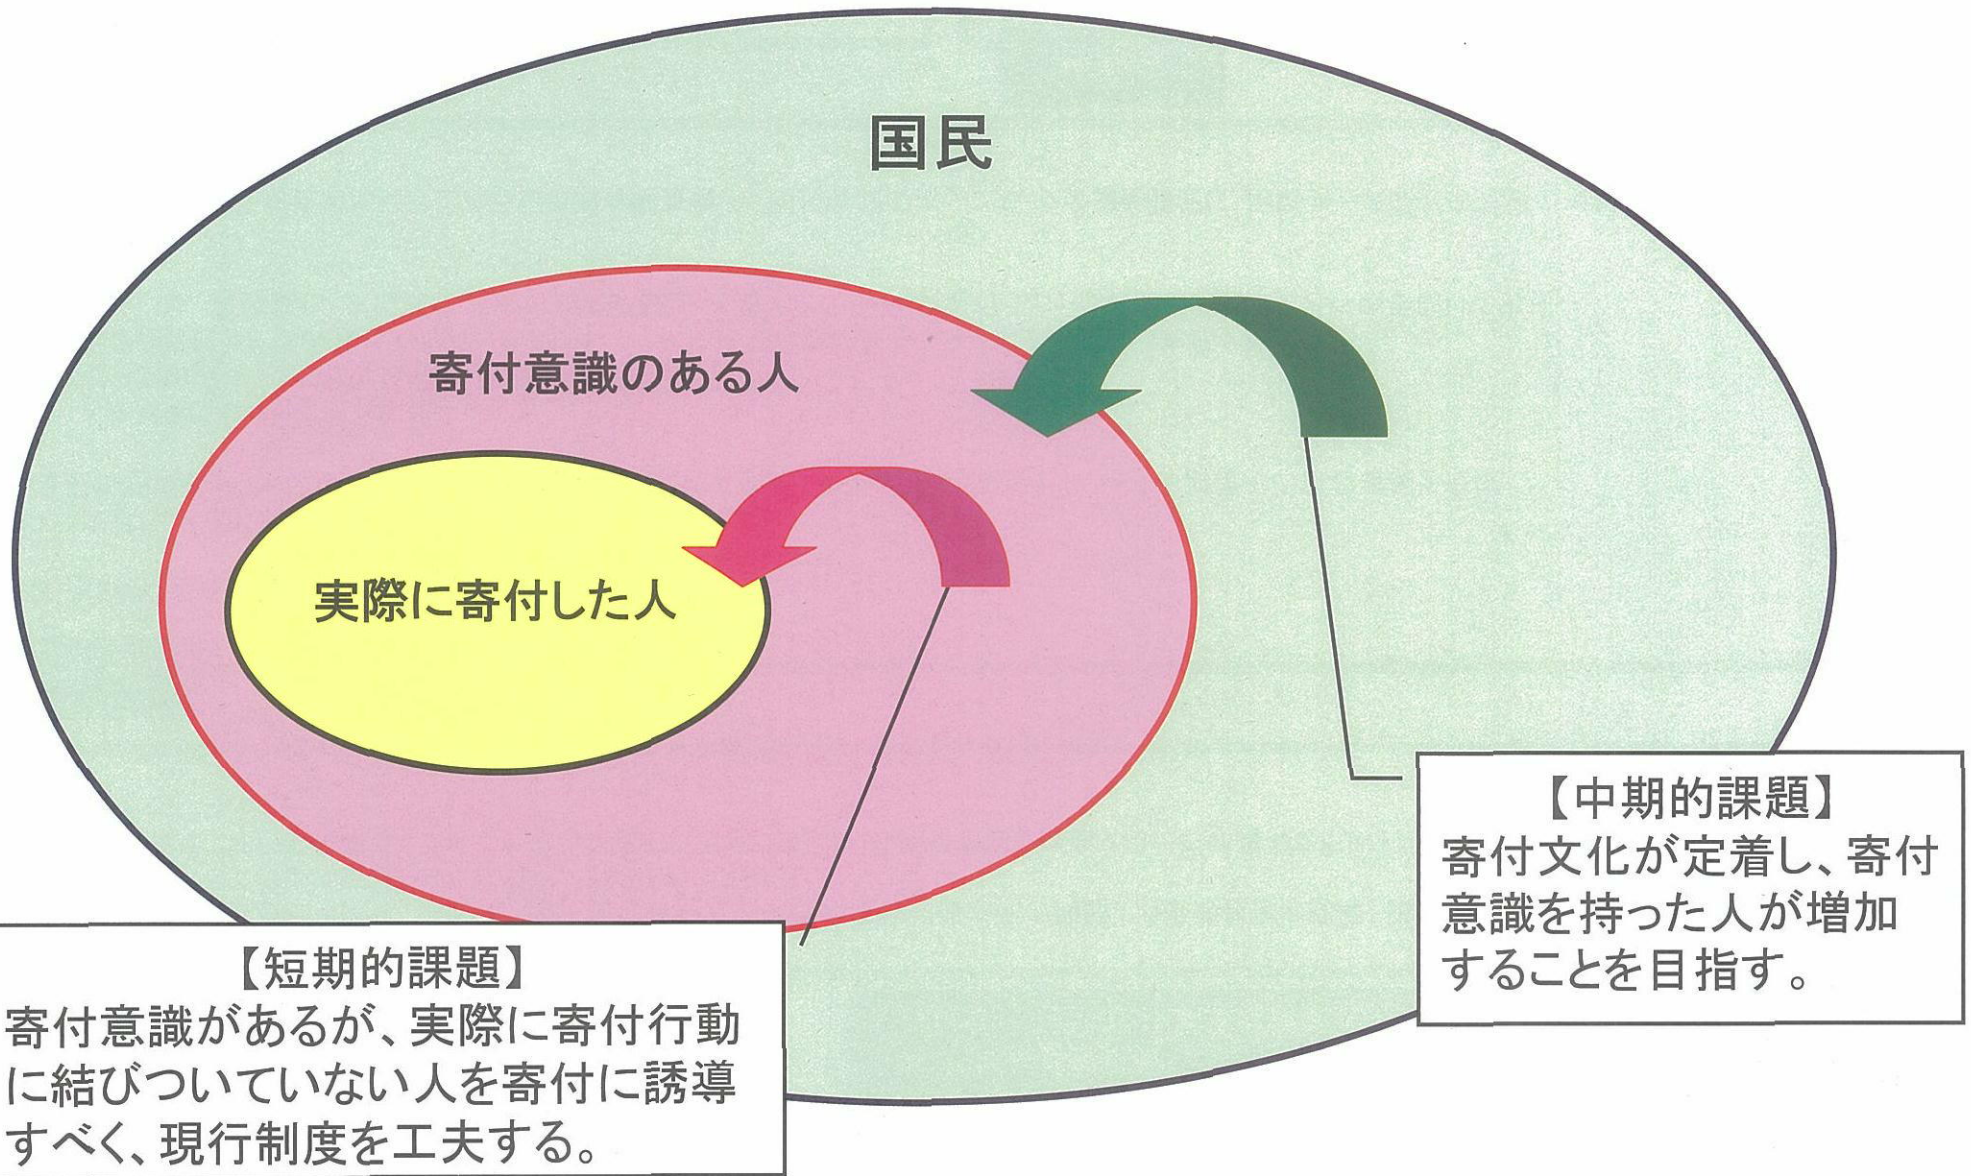 国民
寄付意識のある人
実際に寄付した人
【中期的課題】
寄付文化が定着し、寄付
意識を持った人が増加
することを目指す。
【短期的課題】
寄付意識があるが、実際に寄付行動
に結びついていない人を寄付に誘導
すべく、現行制度を工夫する。